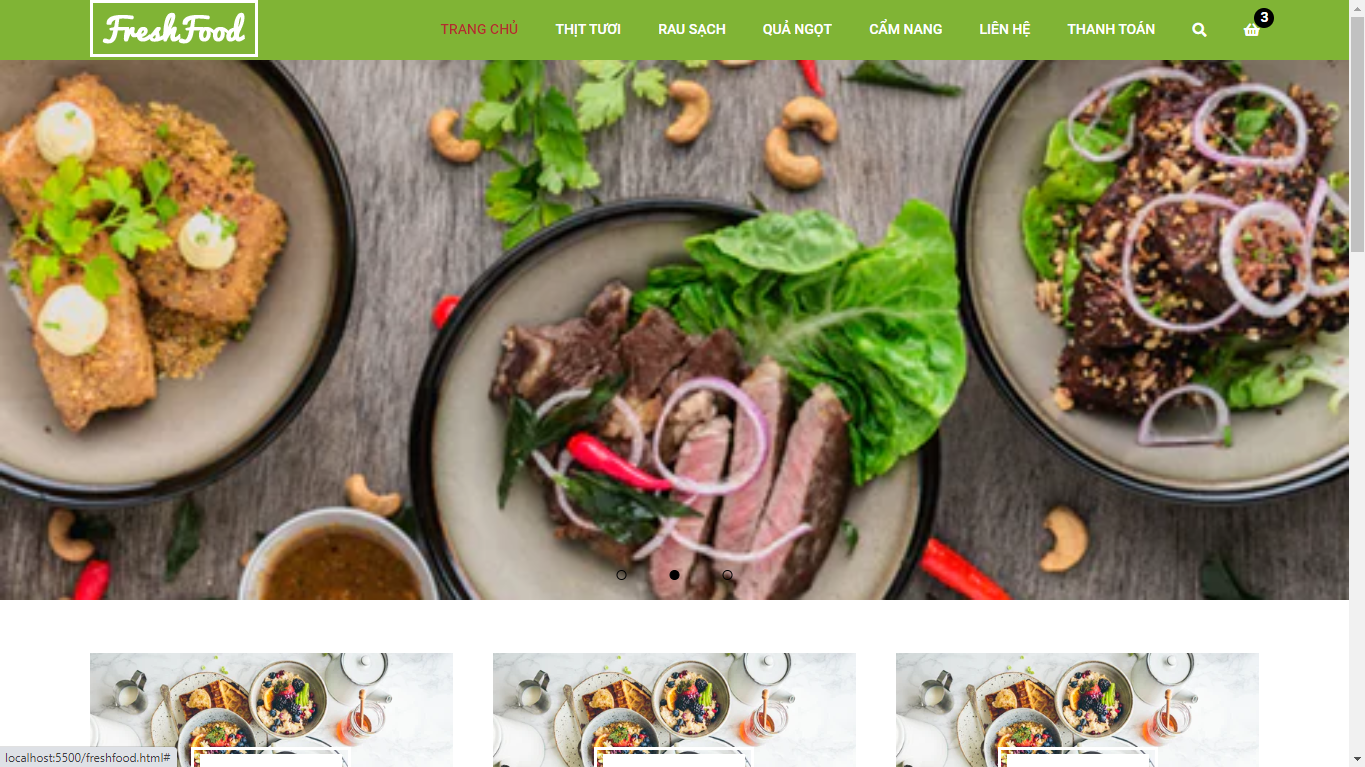 FreshFood
TRANG CHỦ THỊT TƯƠI RAU SẠCH QUẢ NGỌT CẨM NANG LIÊN HỆ THANH TOÁN 3
localhost:5500/freshfood.html#